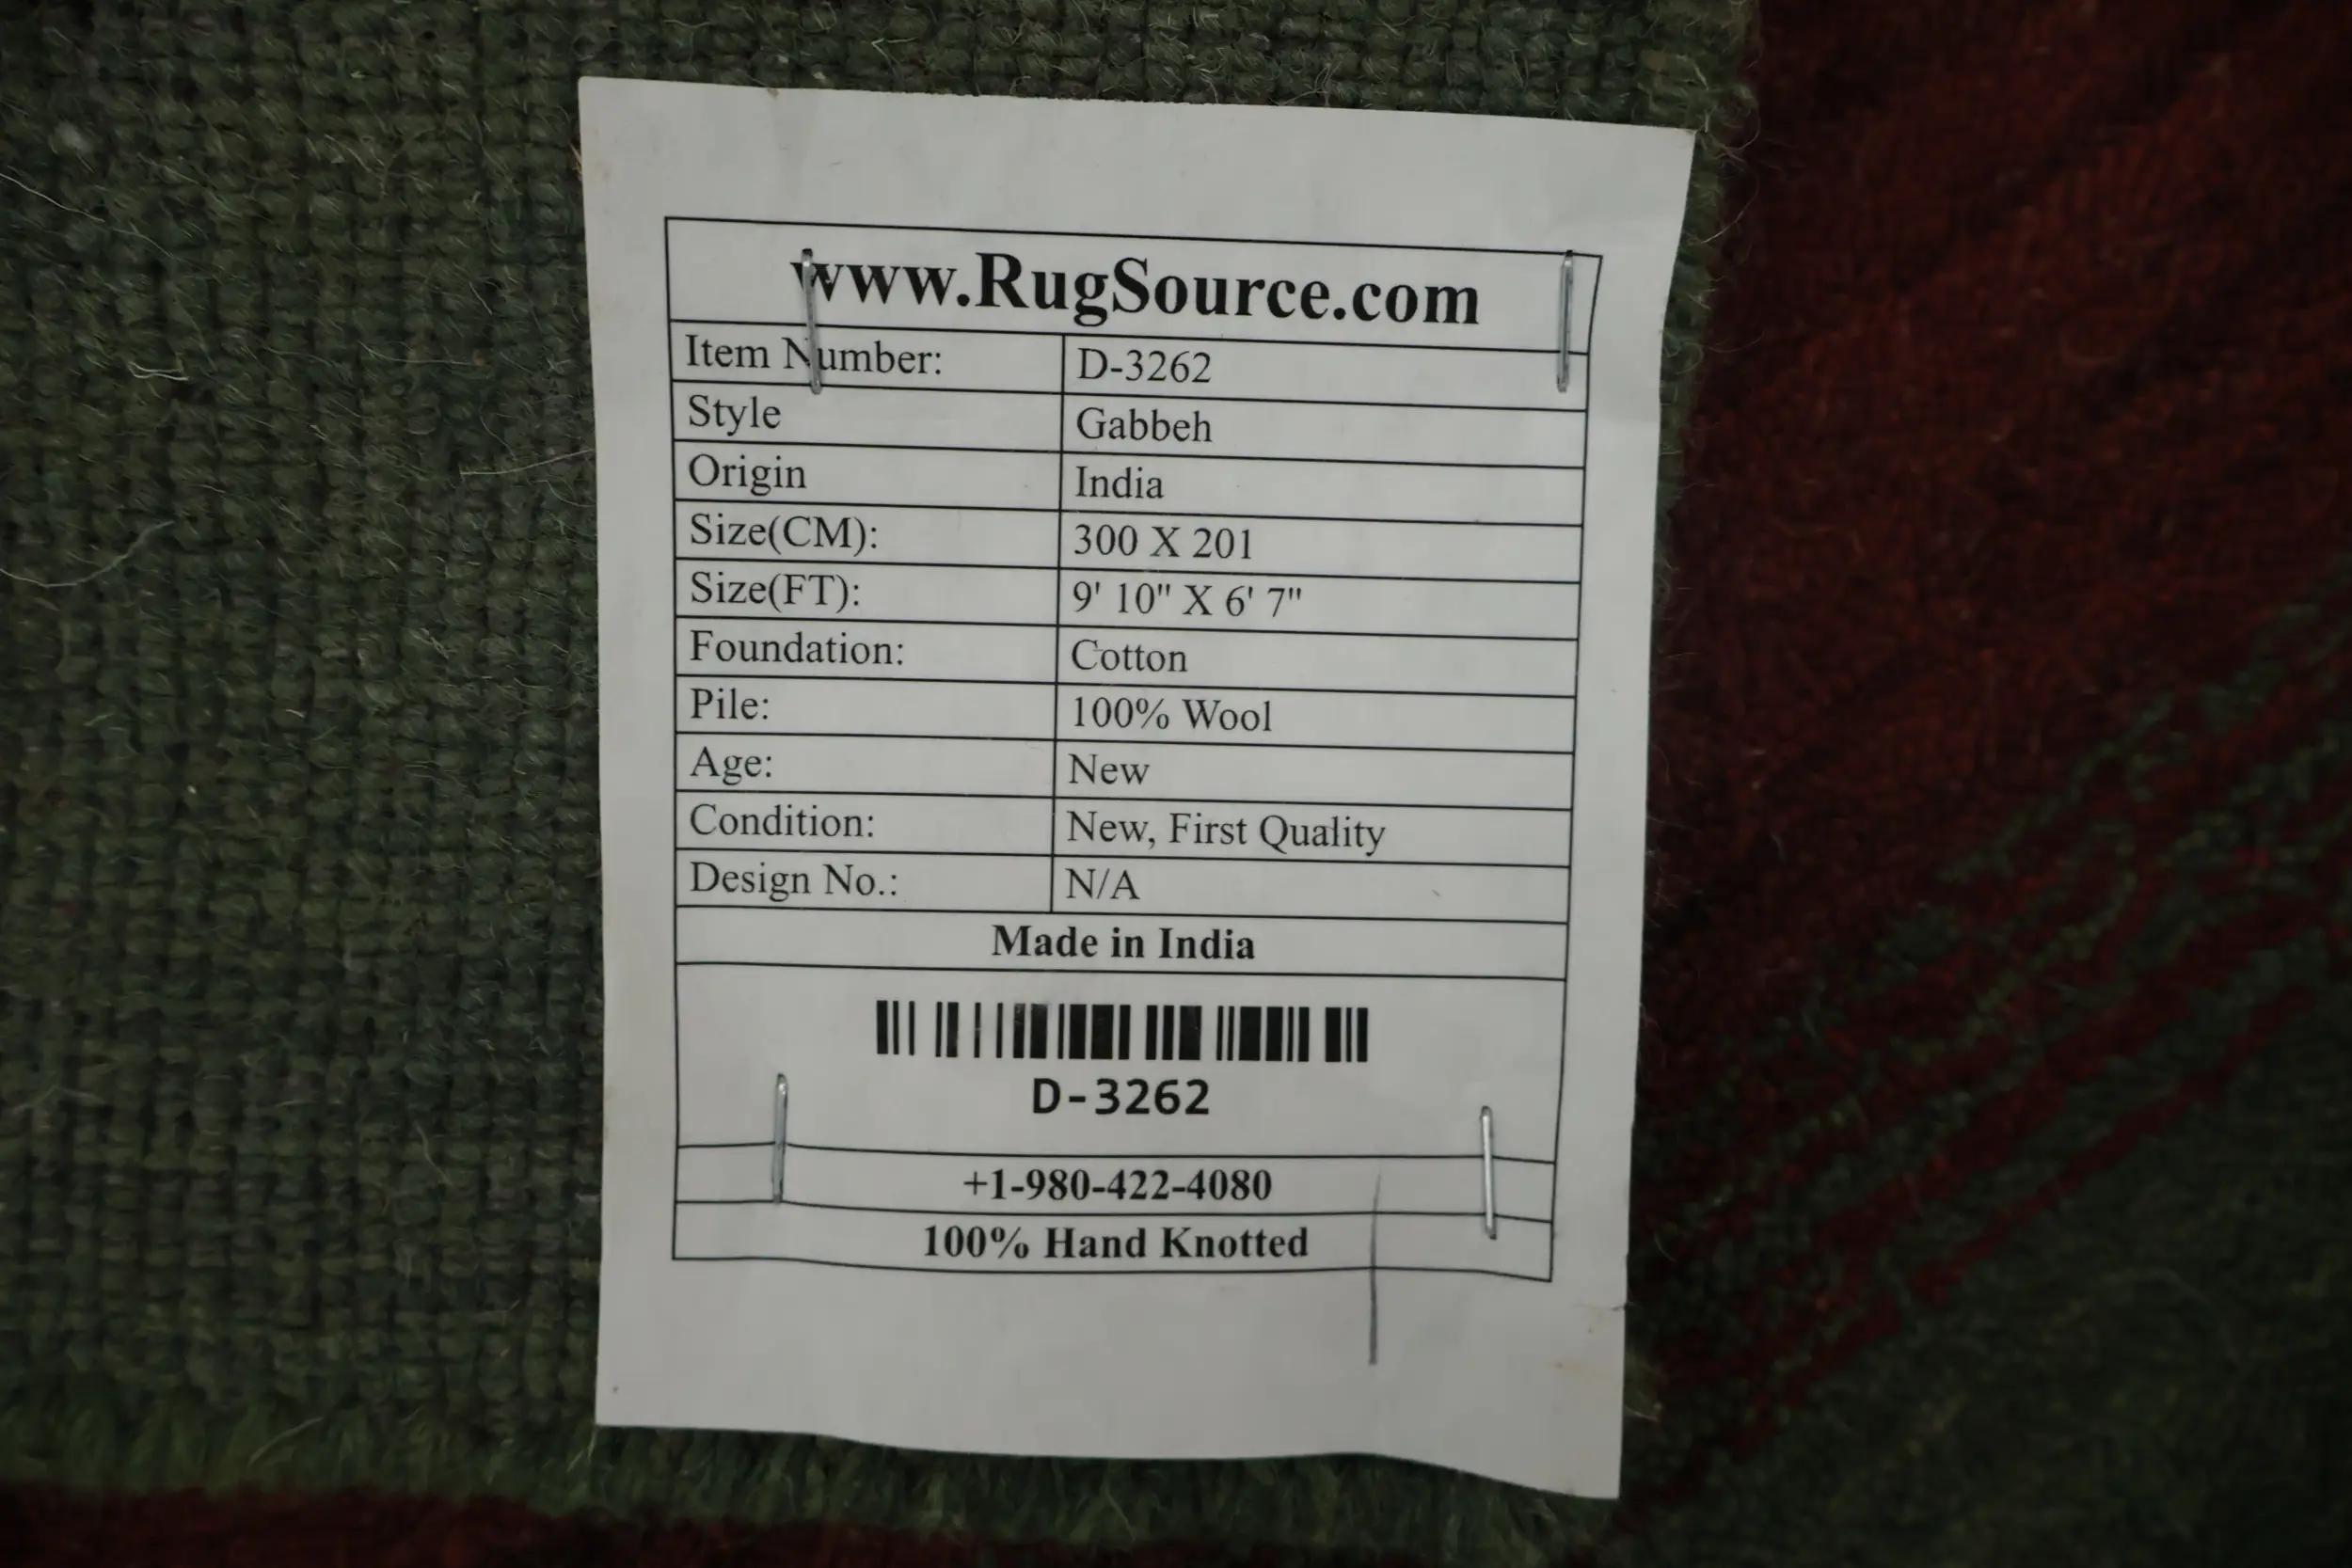 www.RugSource.com
Item Number: D-3262
Style Gabbeh
Origin India
Size(CM): 300 X 201
Size(FT): 9' 10" X 6' 7"
Foundation: Cotton
Pile: 100% Wool
Age: New
Condition: New, First Quality
Design No.: N/A
Made in India
D-3262
+1-980-422-4080
100% Hand Knotted